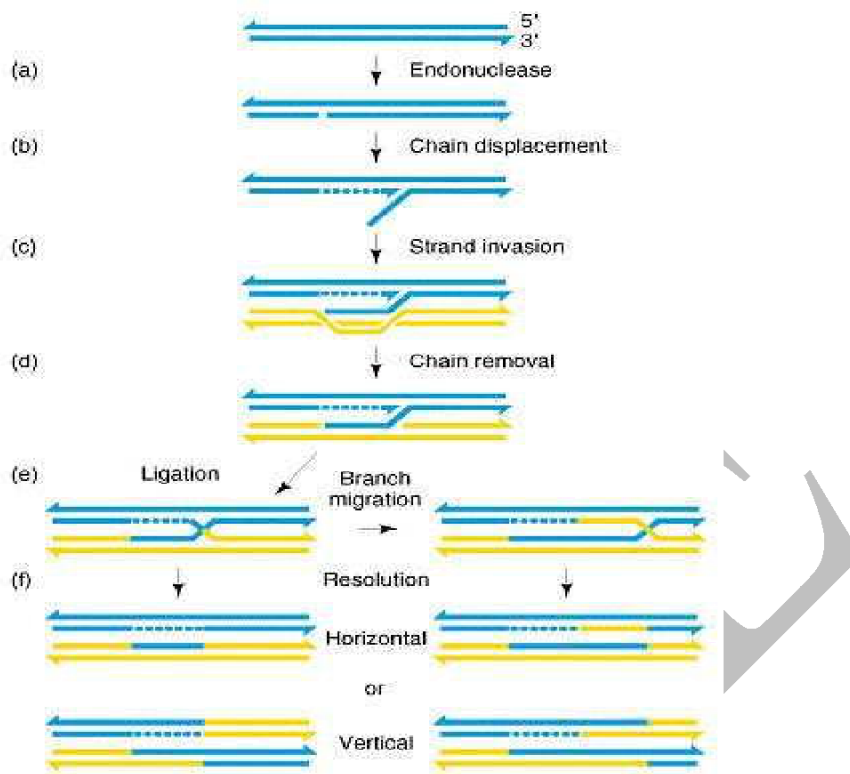 5'
3'
(a) Endonuclease
(b) Chain displacement
(c) Strand invasion
(d) Chain removal
(e) Ligation Branch
migration
(f) Resolution
Horizontal
or
Vertical